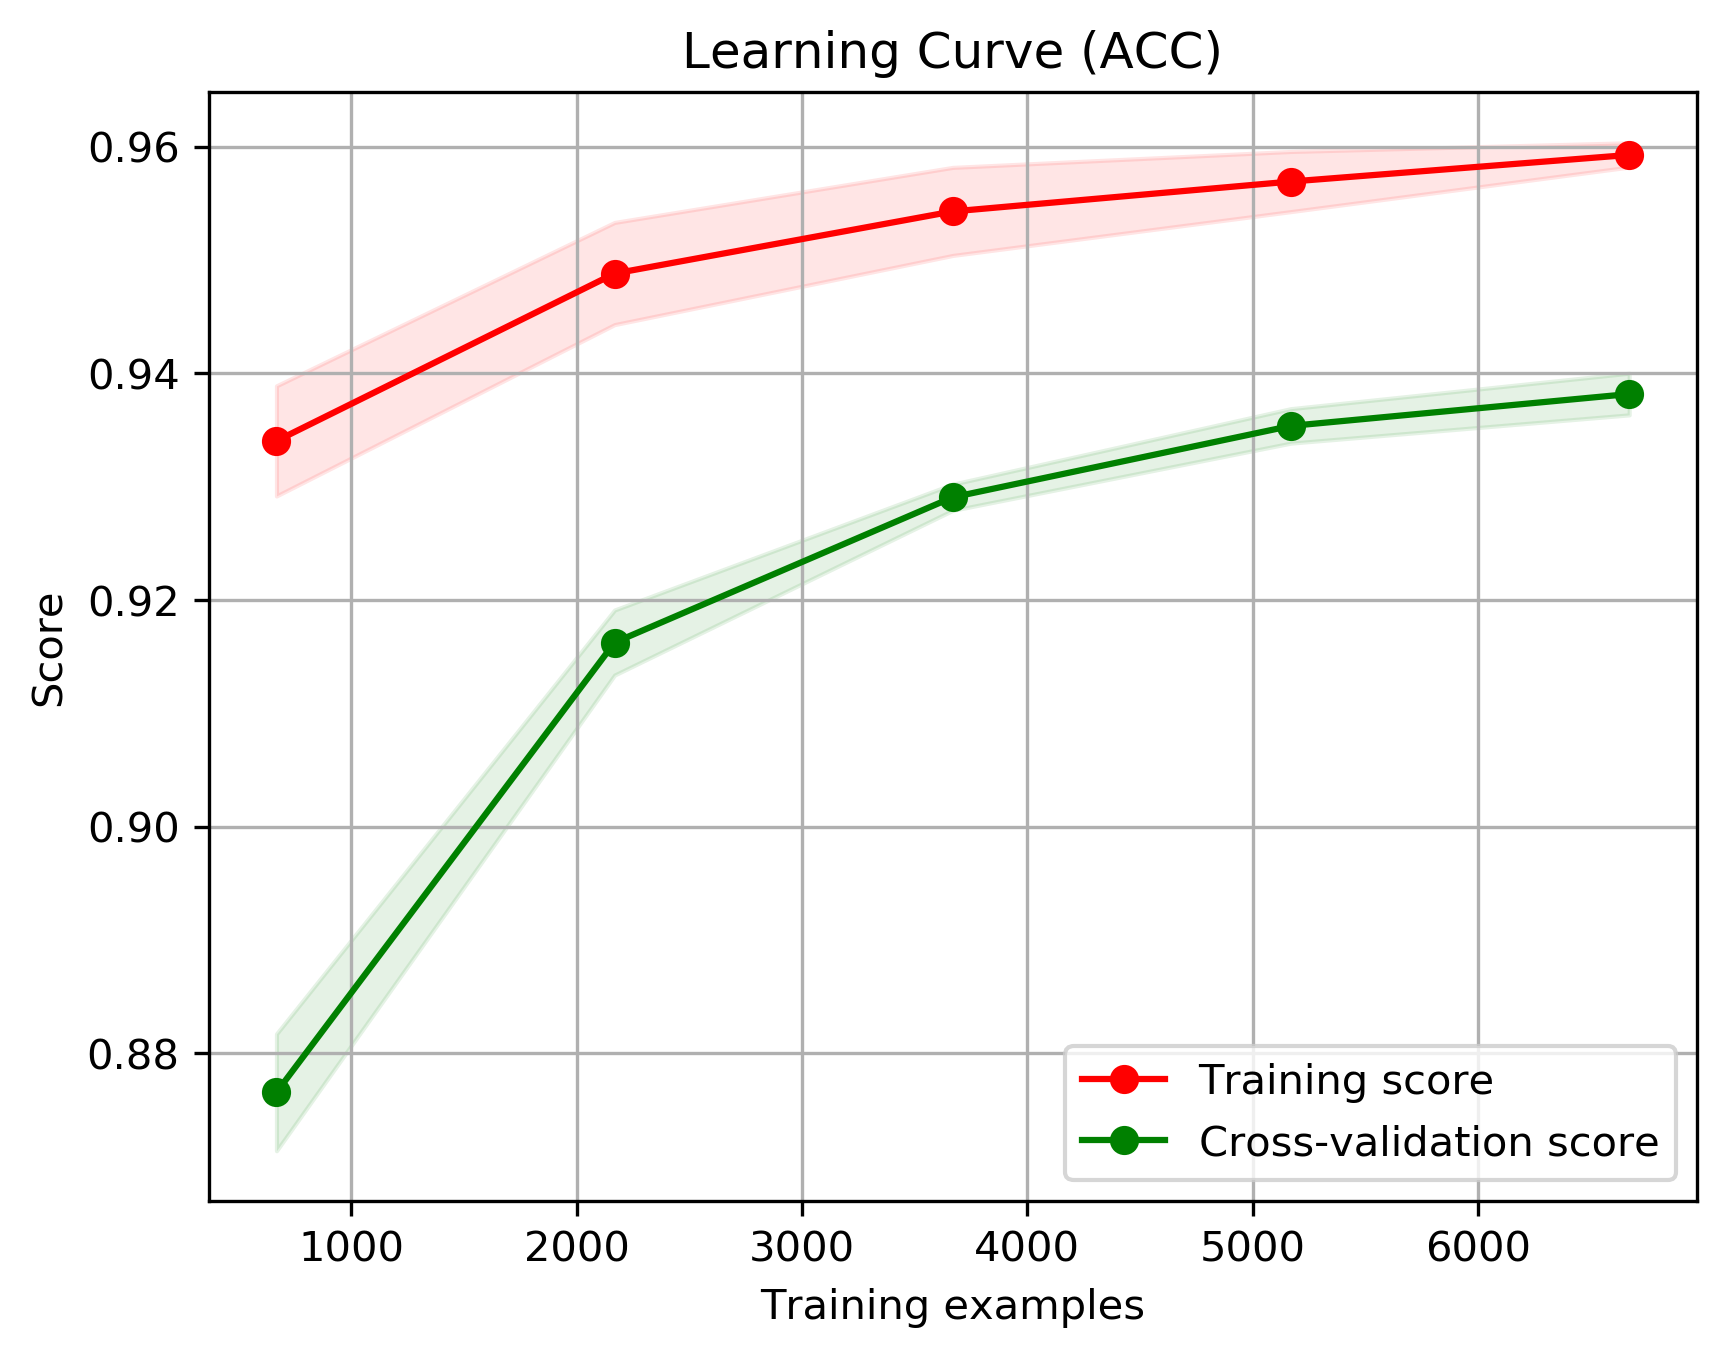 Learning Curve (ACC)
0.96
0.94
0.92
0.90
0.88
Score
1000 2000 3000 4000 5000 6000
Training examples
Training score
Cross-validation score